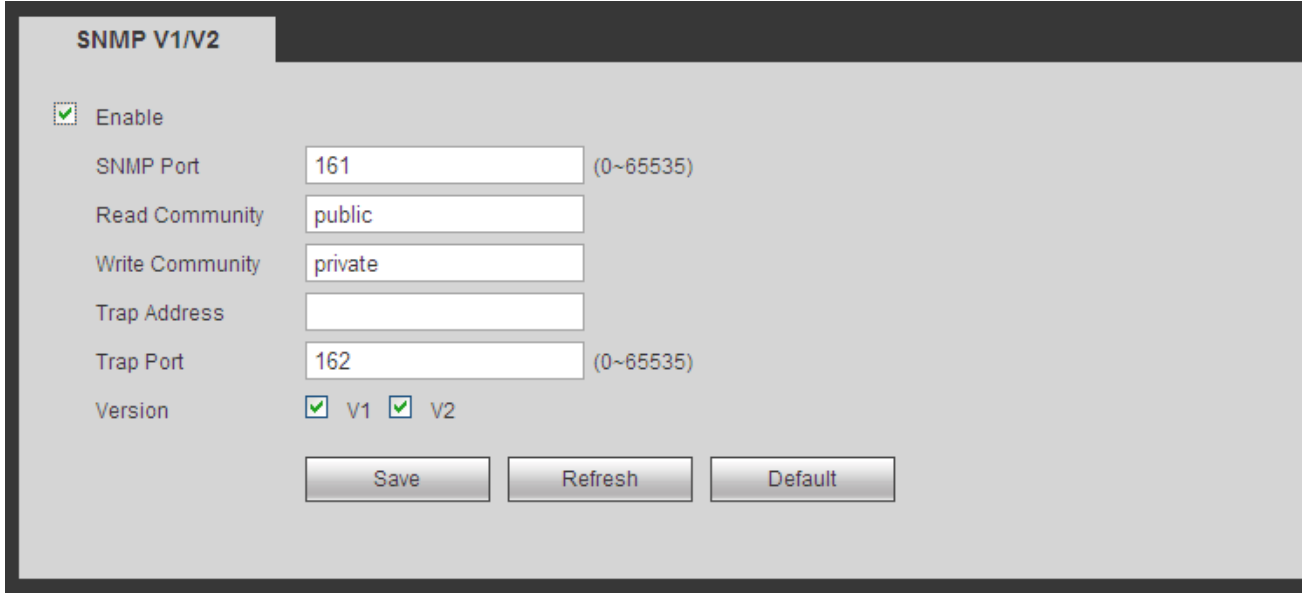 SNMP V1/V2
Enable
SNMP Port 161 (0~65535)
Read Community public
Write Community private
Trap Address
Trap Port 162 (0~65535)
Version V1 V2
Save Refresh Default